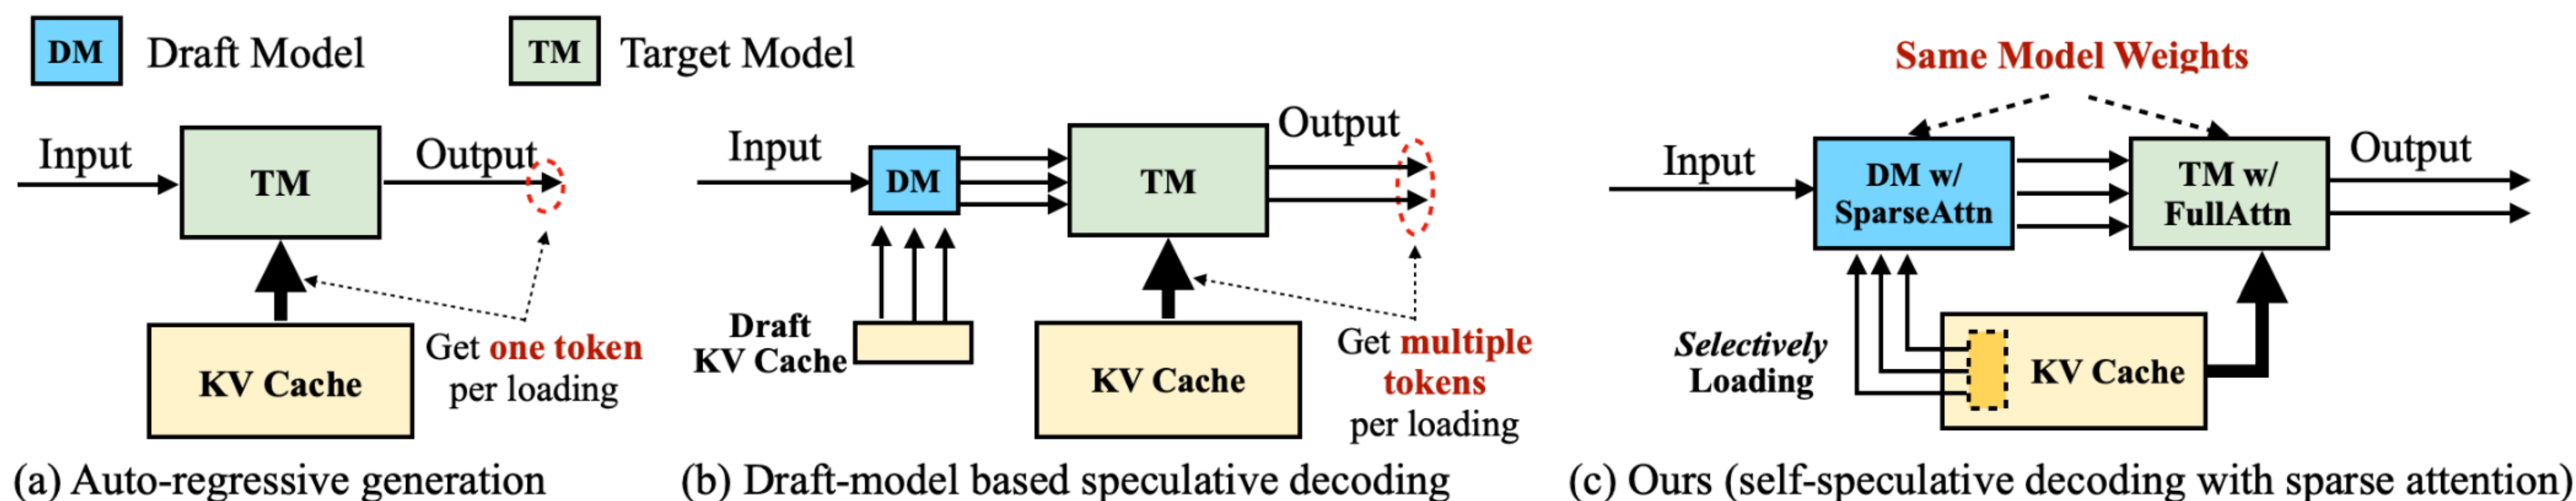 DM Draft Model
TM Target Model
Input
TM
Output
KV Cache
Get one token
per loading
(a) Auto-regressive generation
Input
DM
TM
Output
Draft
KV Cache
KV Cache
Get multiple
tokens
per loading
(b) Draft-model based speculative decoding
Same Model Weights
Input
DM w/
SparseAttn
TM w/
FullAttn
Output
Selectively
Loading
KV Cache
(c) Ours (self-speculative decoding with sparse attention)